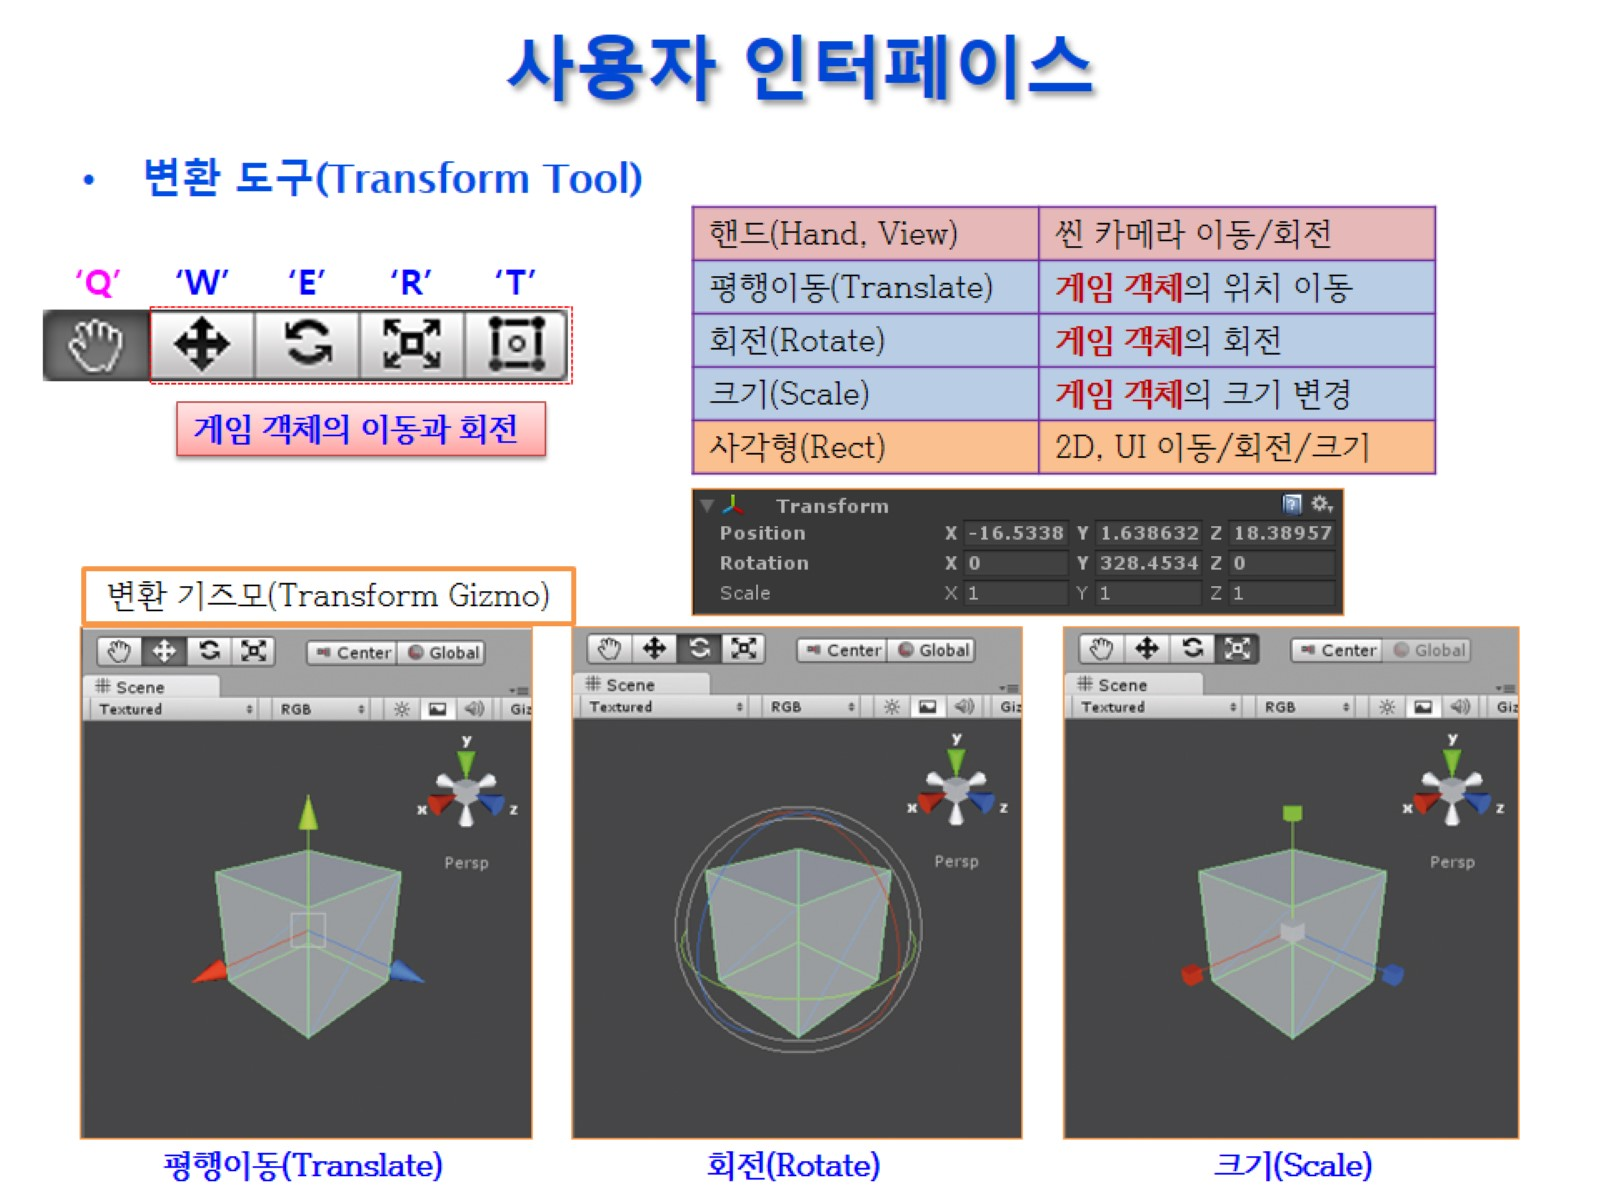 사용자 인터페이스
• 변환 도구(Transform Tool)
‘Q’ ‘W’ ‘E’ ‘R’ ‘T’
게임 객체의 이동과 회전
핸드(Hand, View) 씬 카메라 이동/회전
평행이동(Translate) 게임 객체의 위치 이동
회전(Rotate) 게임 객체의 회전
크기(Scale) 게임 객체의 크기 변경
사각형(Rect) 2D, UI 이동/회전/크기
Transform
Position X -16.5338 Y 1.638632 Z 18.38957
Rotation X 0 Y 328.4534 Z 0
Scale X 1 Y 1 Z 1
변환 기즈모(Transform Gizmo)
Center Global
Scene
Textured RGB Giz
y
x z
Persp
평행이동(Translate)
Center Global
Scene
Textured RGB Giz
y
x z
Persp
회전(Rotate)
Center Global
Scene
Textured RGB Giz
y
x z
Persp
크기(Scale)